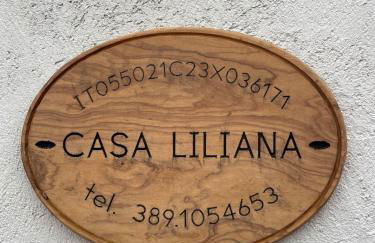 IT055021C23X036171
CASA LILIANA
tel. 389.1054653